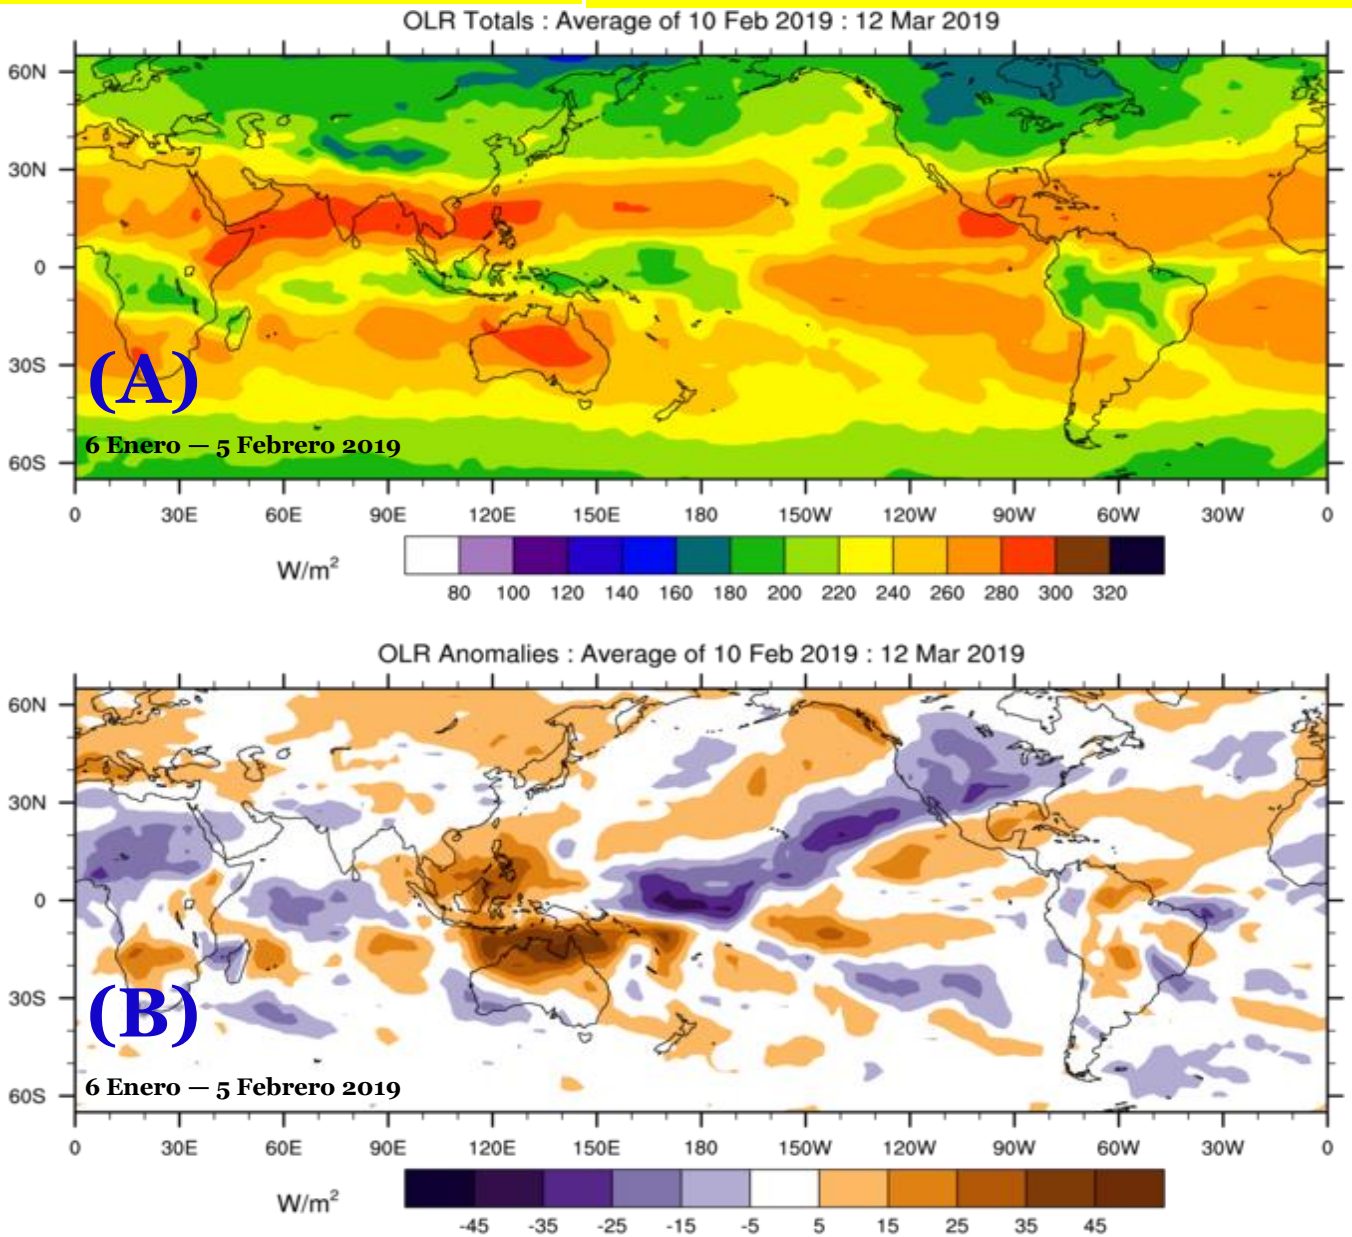 OLR Totals : Average of 10 Feb 2019 : 12 Mar 2019
60N
30N
0
30S
60S
(A)
6 Enero — 5 Febrero 2019
0 30E 60E 90E 120E 150E 180 150W 120W 90W 60W 30W 0
W/m²
80 100 120 140 160 180 200 220 240 260 280 300 320
OLR Anomalies : Average of 10 Feb 2019 : 12 Mar 2019
60N
30N
0
30S
60S
(B)
6 Enero — 5 Febrero 2019
0 30E 60E 90E 120E 150E 180 150W 120W 90W 60W 30W 0
W/m²
-45 -35 -25 -15 -5 5 15 25 35 45